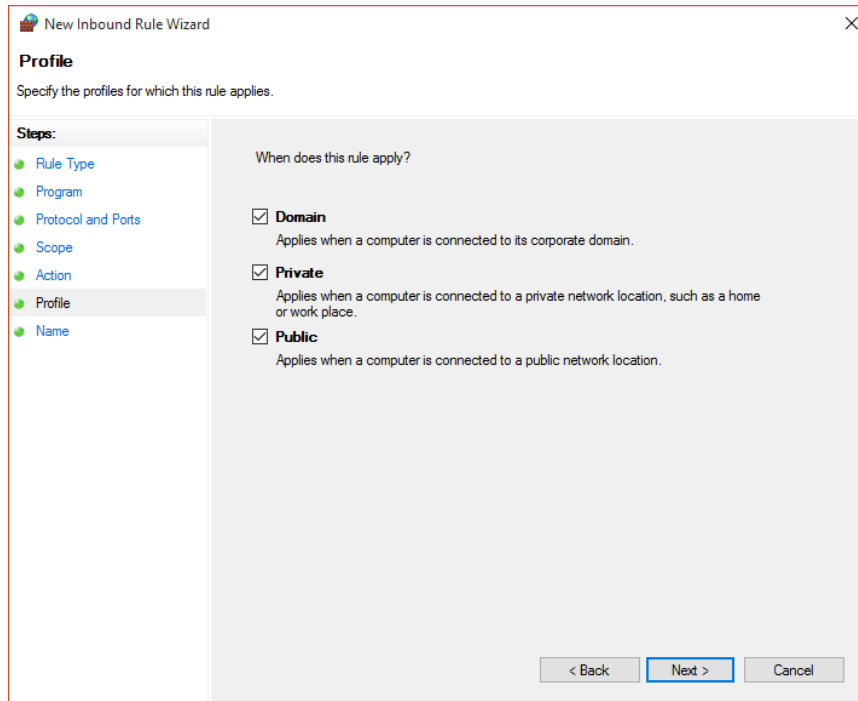 New Inbound Rule Wizard
Profile
Specify the profiles for which this rule applies.
Steps:
Rule Type
Program
Protocol and Ports
Scope
Action
Profile
Name
When does this rule apply?
Domain
Applies when a computer is connected to its corporate domain.
Private
Applies when a computer is connected to a private network location, such as a home
or work place.
Public
Applies when a computer is connected to a public network location.
< Back
Next >
Cancel